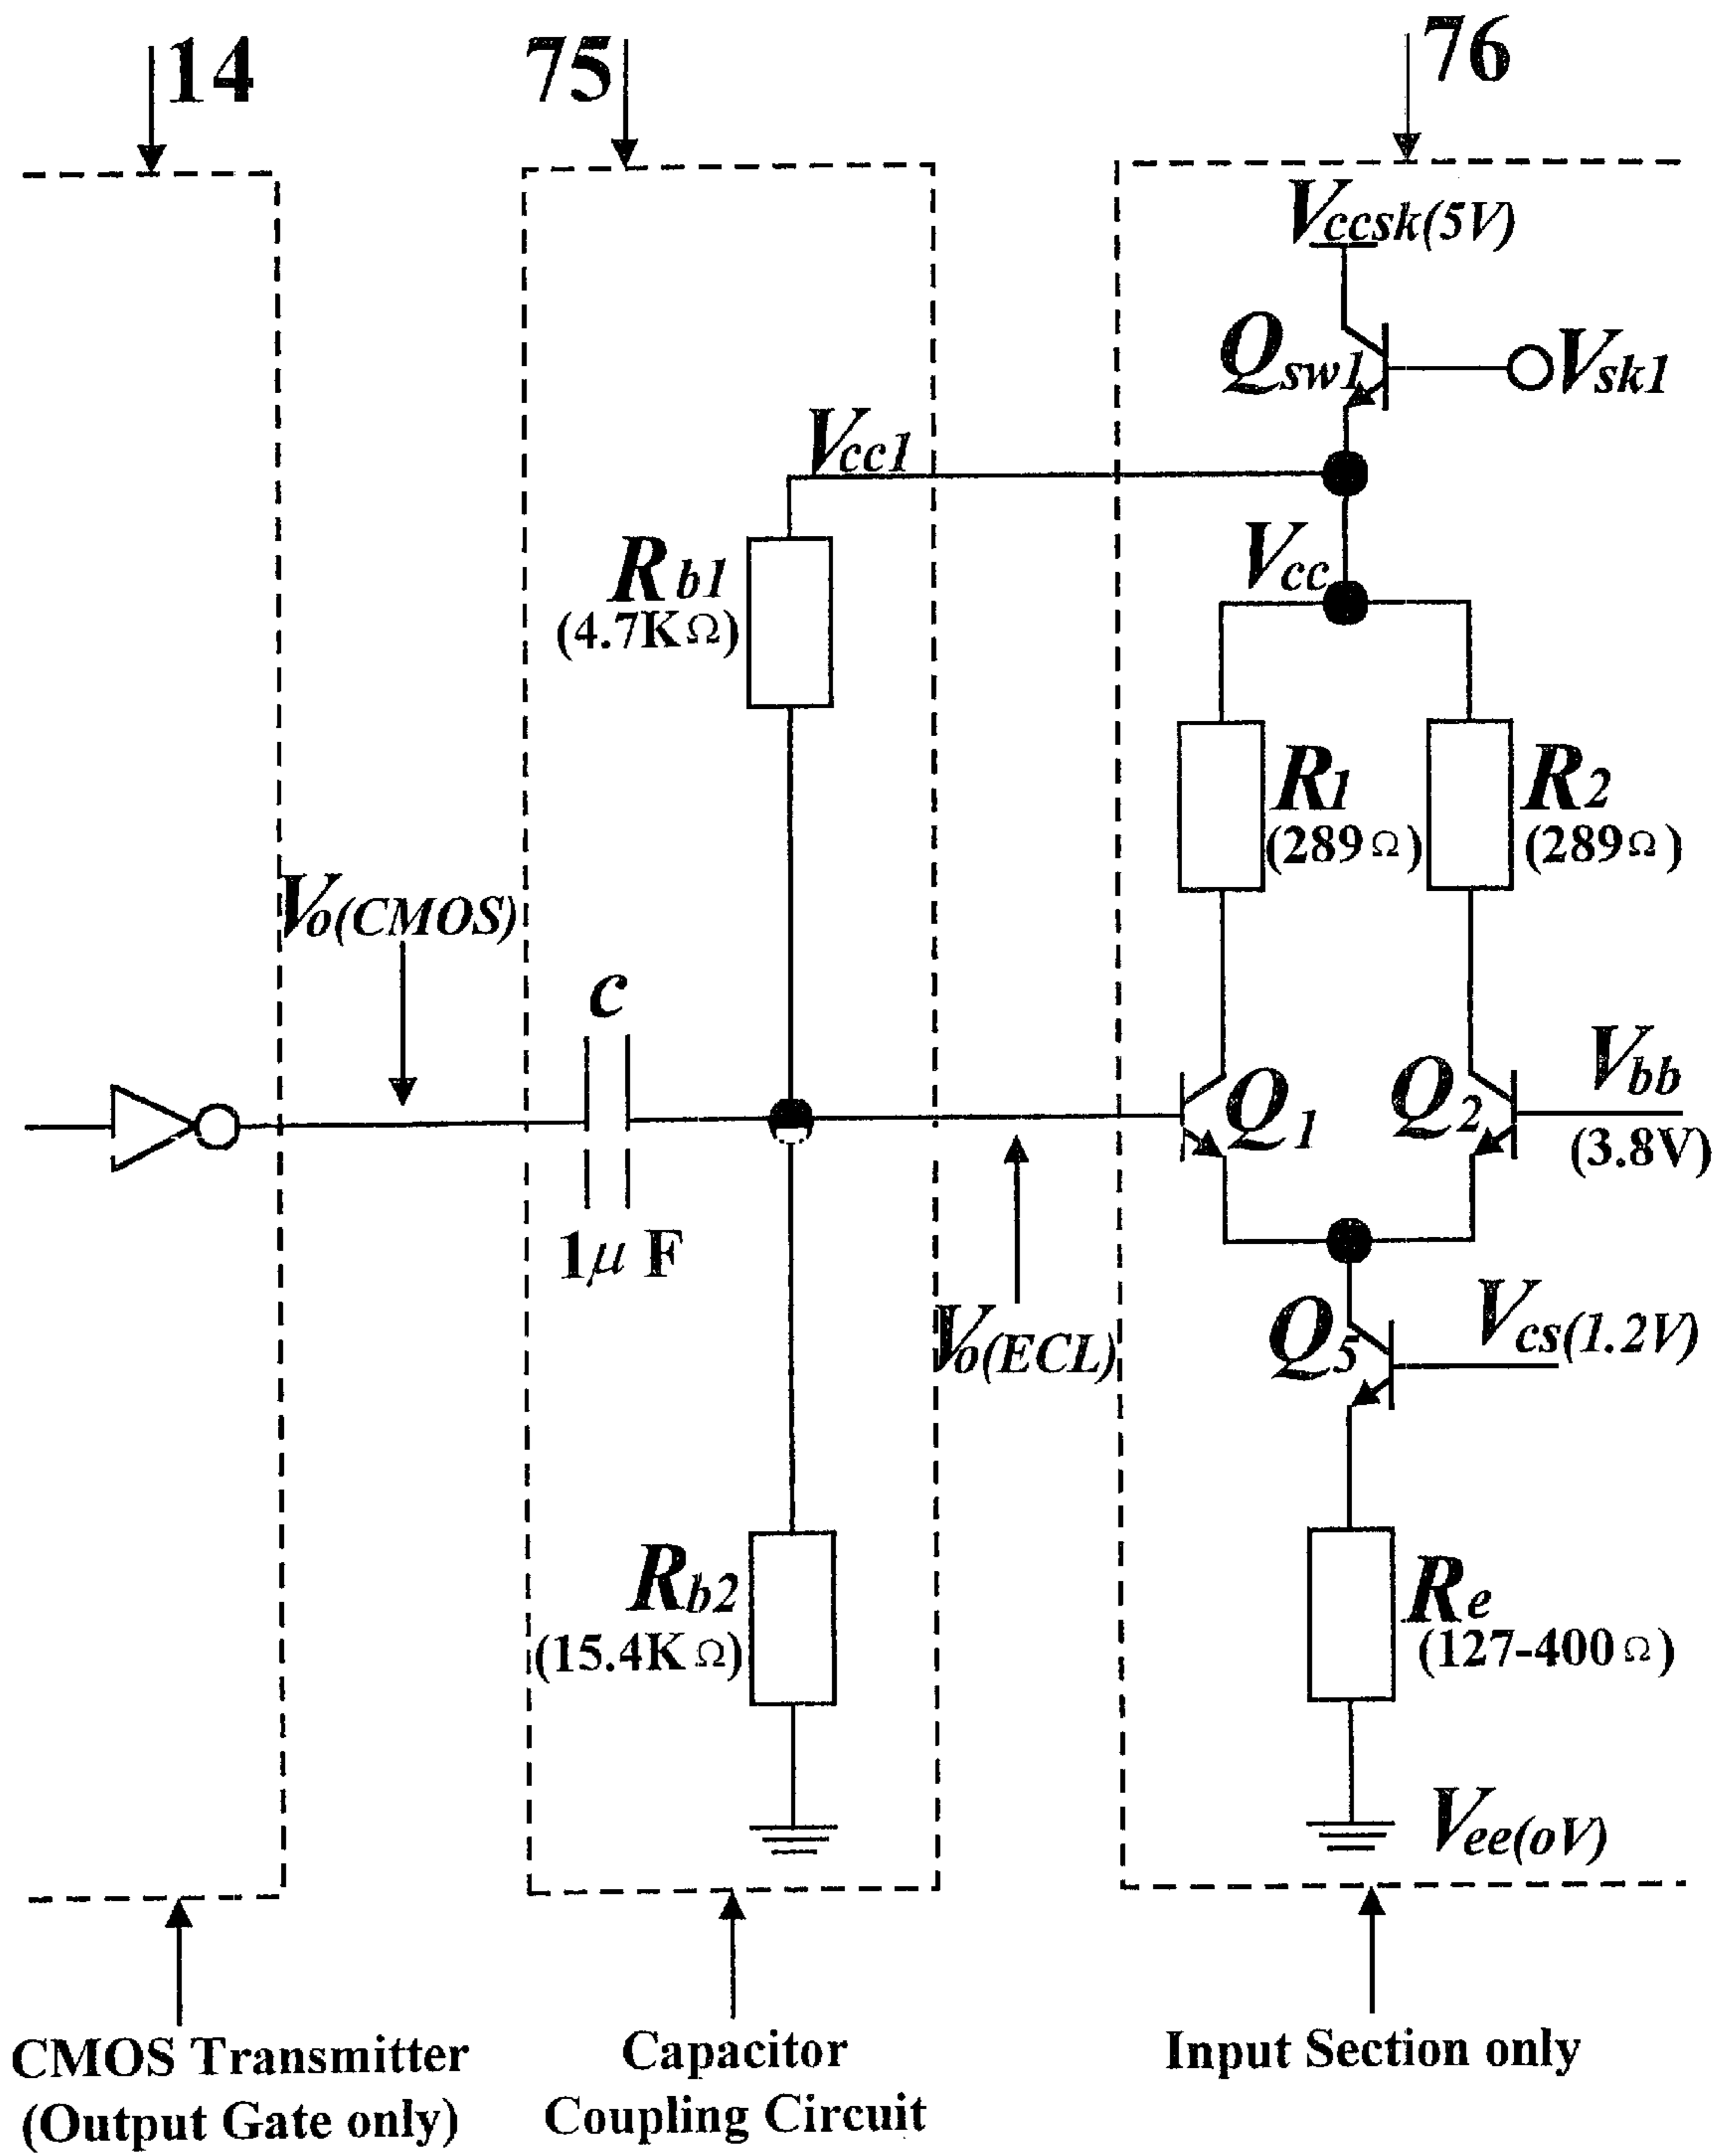 14
75
76
Vccsk(5V)
Qsw1
Vsk1
Vcc1
Vcc
Rb1
(4.7KΩ)
R1
(289Ω)
R2
(289Ω)
Vo(CMOS)
c
1μ F
Q1
Q2
Vbb
(3.8V)
Vo(ECL)
Q5
Vcs(1.2V)
Rb2
(15.4KΩ)
Re
(127-400Ω)
Vee(oV)
CMOS Transmitter
(Output Gate only)
Capacitor
Coupling Circuit
Input Section only